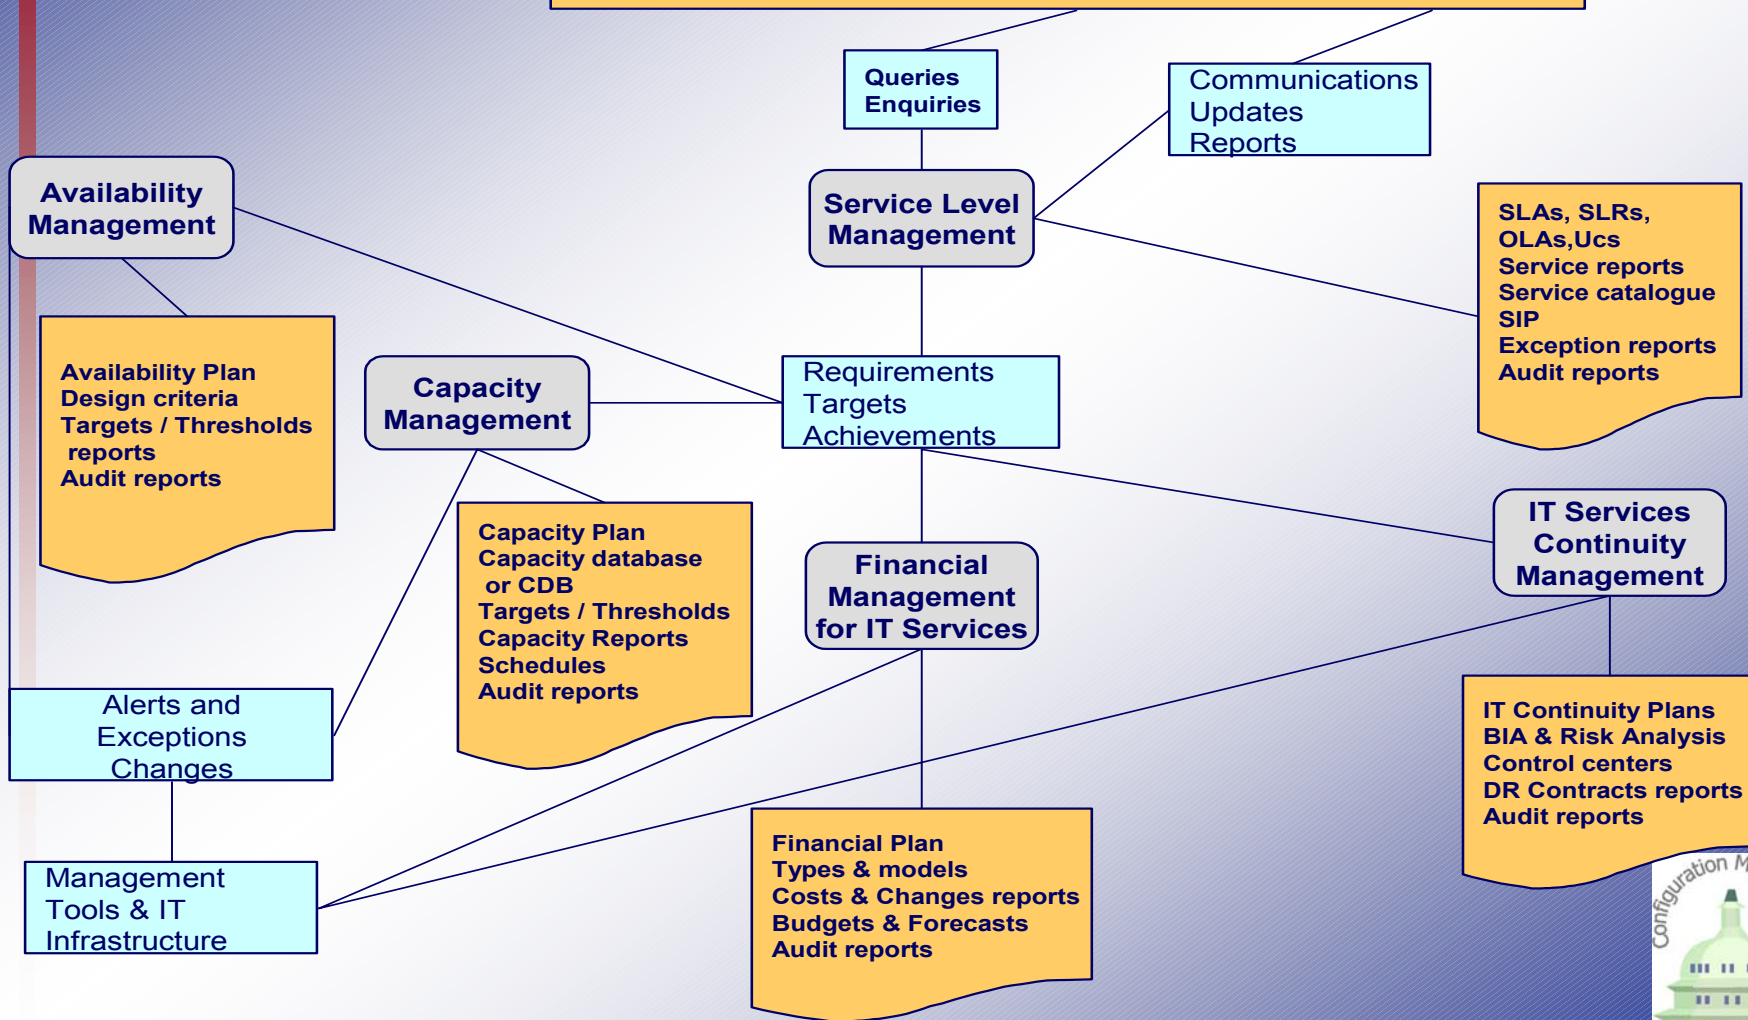 Queries
Enquiries
Communications
Updates
Reports
Availability
Management
Service Level
Management
SLAs, SLRs,
OLAs,Ucs
Service reports
Service catalogue
SIP
Exception reports
Audit reports
Availability Plan
Design criteria
Targets / Thresholds
reports
Audit reports
Capacity
Management
Requirements
Targets
Achievements
Capacity Plan
Capacity database
or CDB
Targets / Thresholds
Capacity Reports
Schedules
Audit reports
Financial
Management
for IT Services
IT Services
Continuity
Management
Alerts and
Exceptions
Changes
IT Continuity Plans
BIA & Risk Analysis
Control centers
DR Contracts reports
Audit reports
Management
Tools & IT
Infrastructure
Financial Plan
Types & models
Costs & Changes reports
Budgets & Forecasts
Audit reports
Configuration M